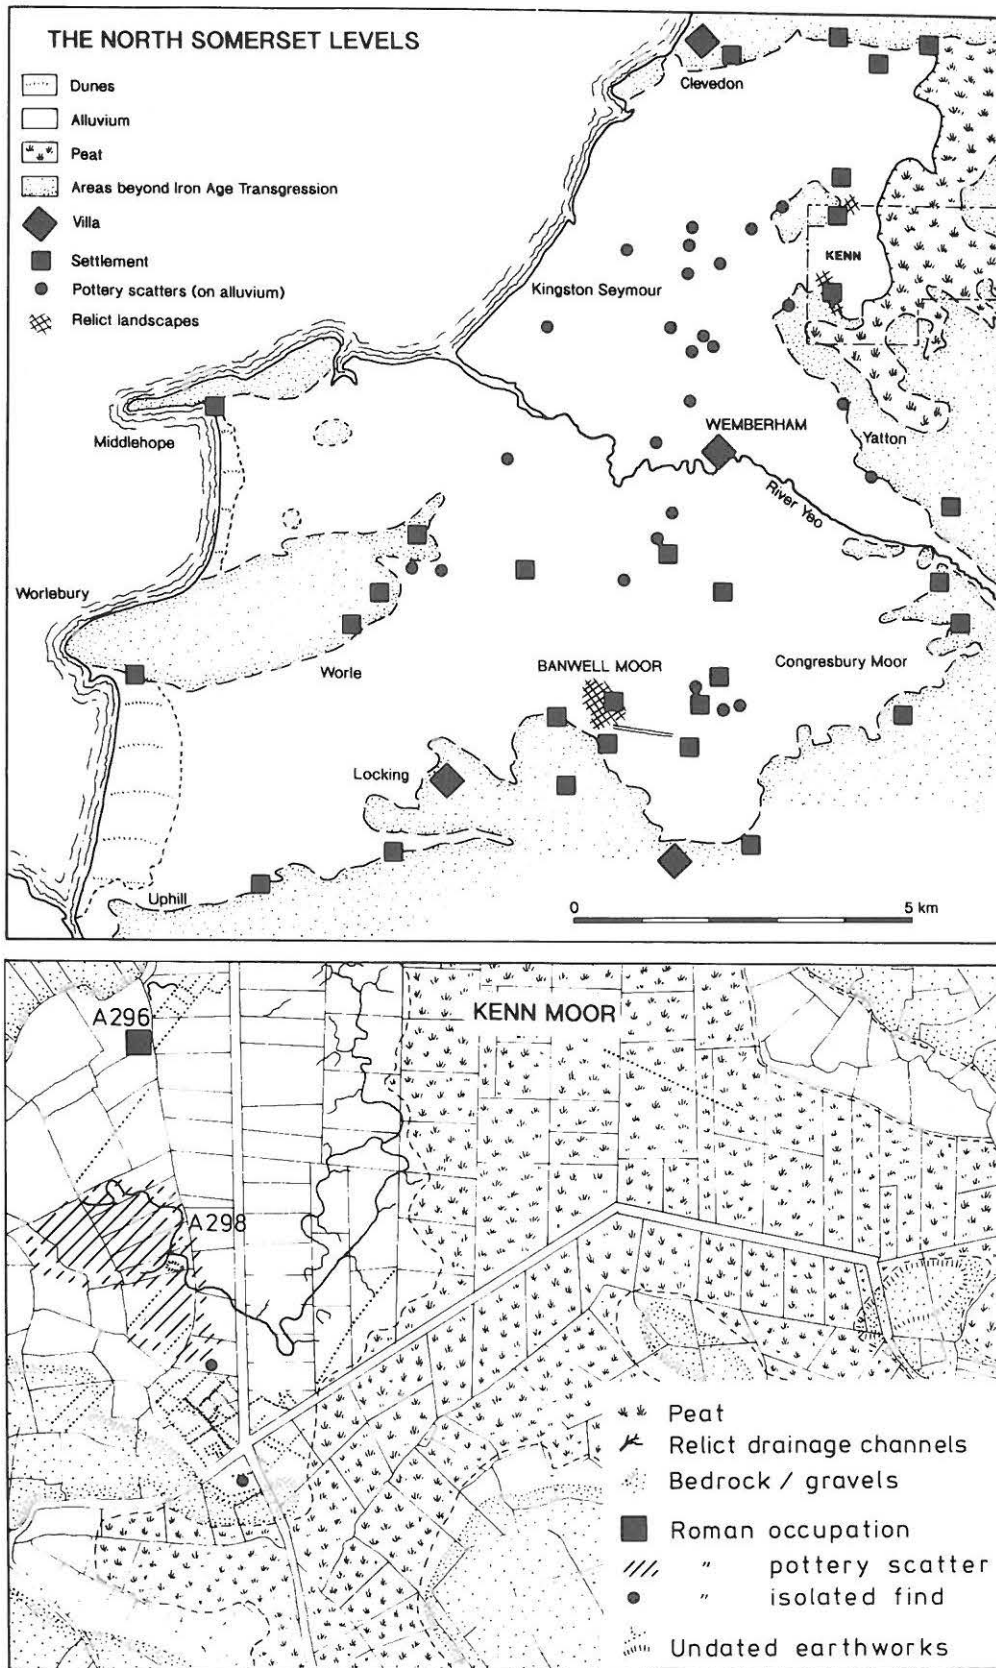 THE NORTH SOMERSET LEVELS
Dunes
Alluvium
Peat
Areas beyond Iron Age Transgression
Villa
Settlement
Pottery scatters (on alluvium)
Relict landscapes
Clevedon
KENN
Kingston Seymour
Middlehope
WEMBERHAM
Yatton
River Yeo
Worlebury
Worle
BANWELL MOOR
Congresbury Moor
Locking
Uphill
0 5 km
KENN MOOR
A296
A298
Peat
Relict drainage channels
Bedrock / gravels
Roman occupation
" pottery scatter
" isolated find
Undated earthworks